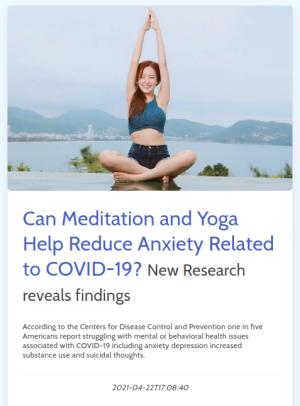 Can Meditation and Yoga
Help Reduce Anxiety Related
to COVID-19? New Research
reveals findings
According to the Centers for Disease Control and Prevention one in five
Americans report struggling with mental or behavioral health issues
associated with COVID-19 including anxiety depression increased
substance use and suicidal thoughts.
2021-04-22T17:08:40